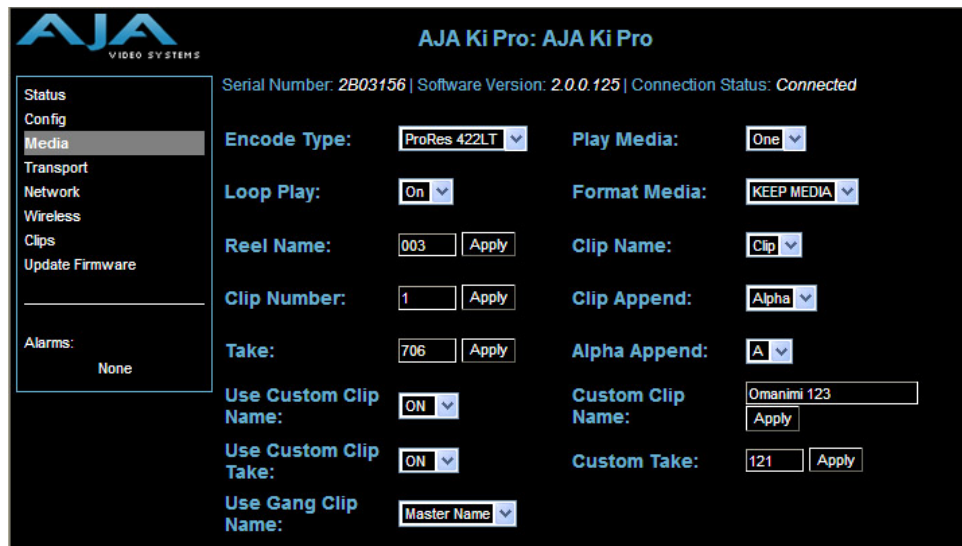 AJA
VIDEO SYSTEMS
AJA Ki Pro: AJA Ki Pro
Serial Number: 2B03156 | Software Version: 2.0.0.125 | Connection Status: Connected
Status
Config
Media
Transport
Network
Wireless
Clips
Update Firmware
Alarms:
None
Encode Type: ProRes 422LT Play Media: One
Loop Play: On Format Media: KEEP MEDIA
Reel Name: 003 Apply Clip Name: Clip
Clip Number: 1 Apply Clip Append: Alpha
Take: 706 Apply Alpha Append: A
Use Custom Clip
Name: ON
Custom Clip
Name: Omanimi 123
Apply
Use Custom Clip
Take: ON
Custom Take: 121 Apply
Use Gang Clip
Name: Master Name